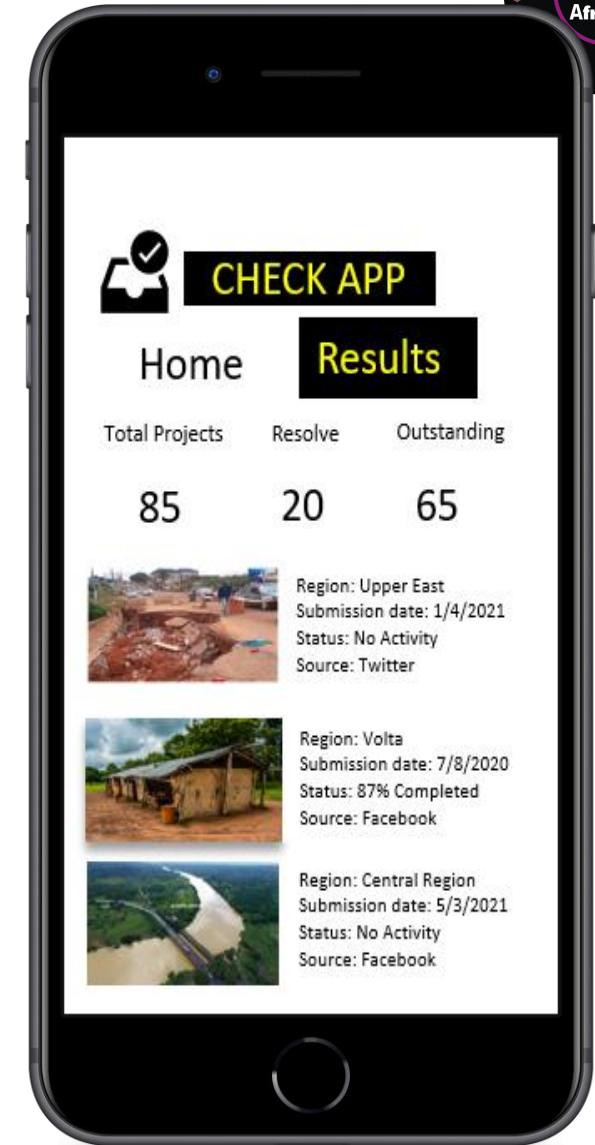 CHECK APP
Home
Results
Total Projects
Resolve
Outstanding
85
20
65
Region: Upper East
Submission date: 1/4/2021
Status: No Activity
Source: Twitter
Region: Volta
Submission date: 7/8/2020
Status: 87% Completed
Source: Facebook
Region: Central Region
Submission date: 5/3/2021
Status: No Activity
Source: Facebook